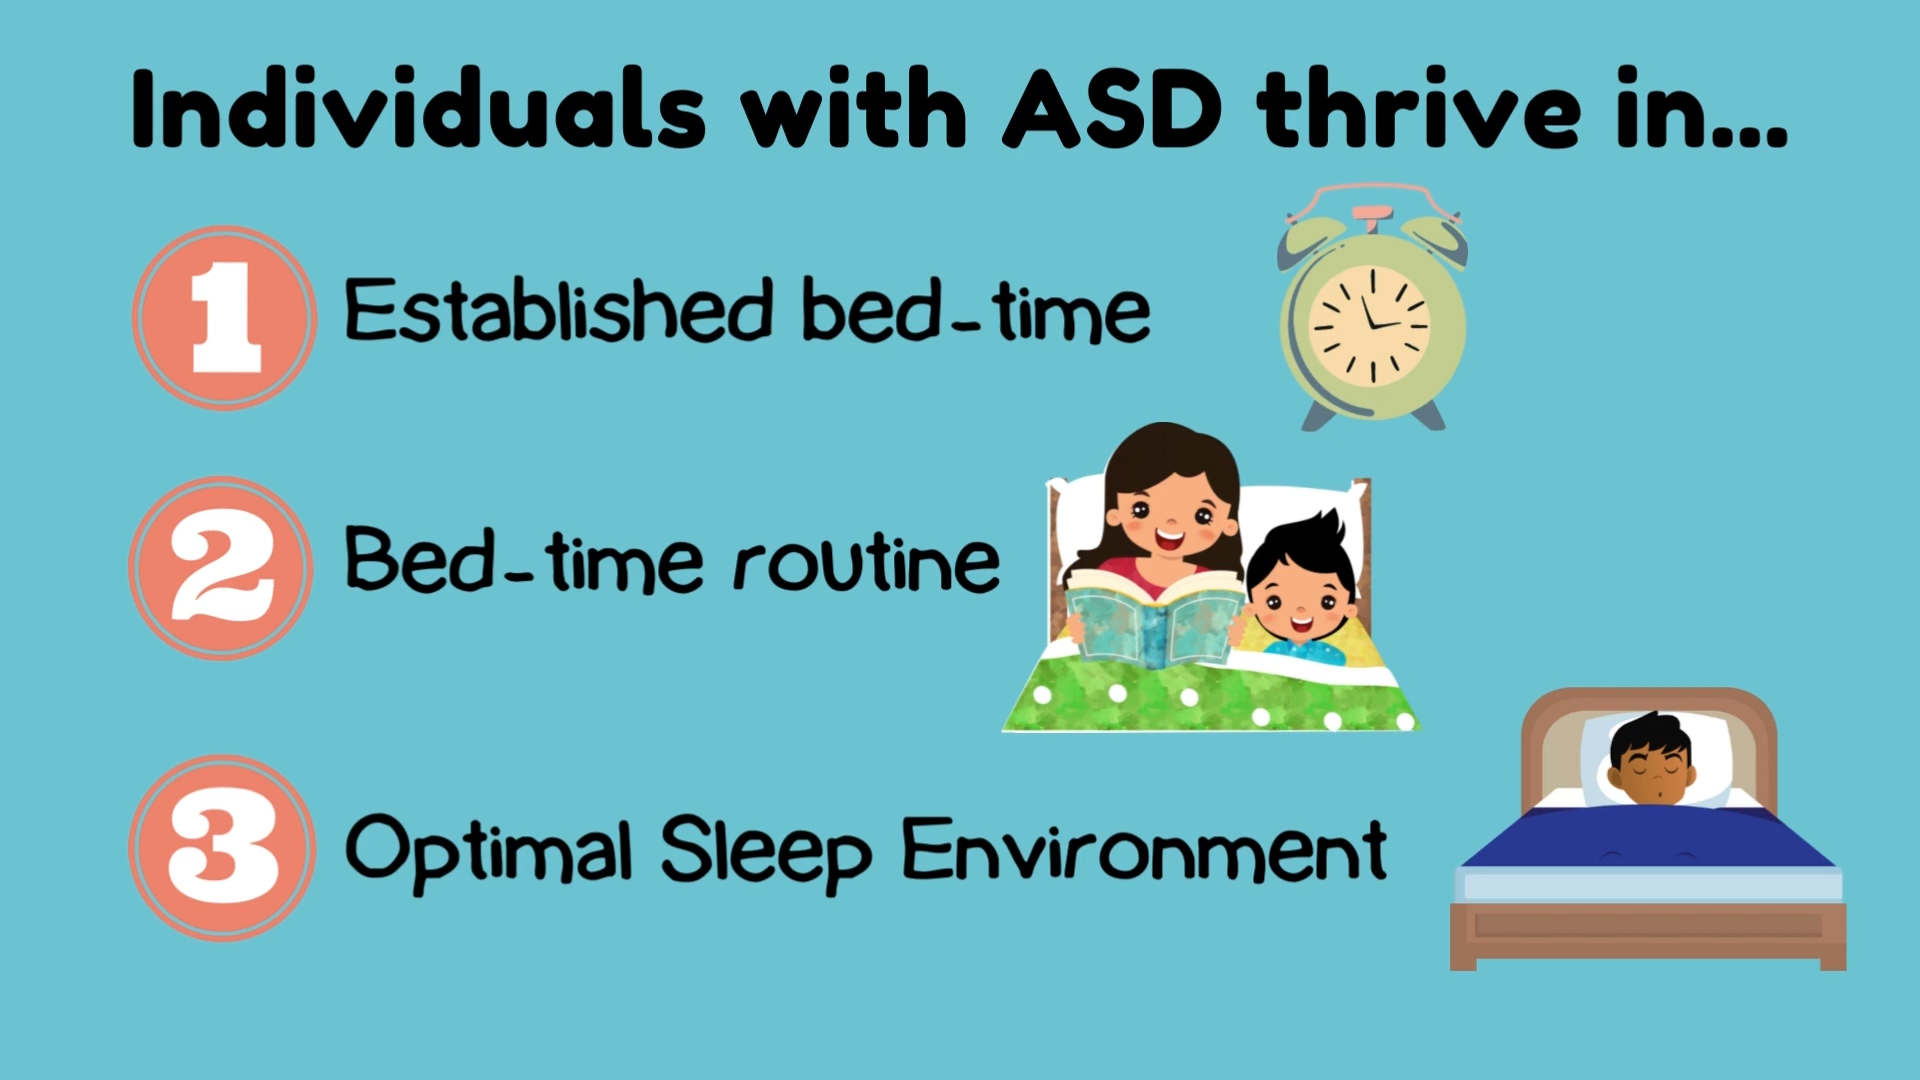 Individuals with ASD thrive in...
1 Established bed-time
2 Bed-time routine
3 Optimal Sleep Environment